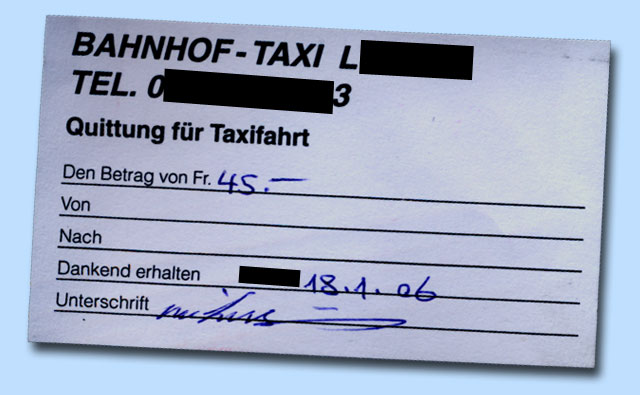 BAHNHOF-TAXI L
TEL. 0 3
Quittung für Taxifahrt
Den Betrag von Fr. 45.–
Von
Nach
Dankend erhalten 18.1.06
Unterschrift